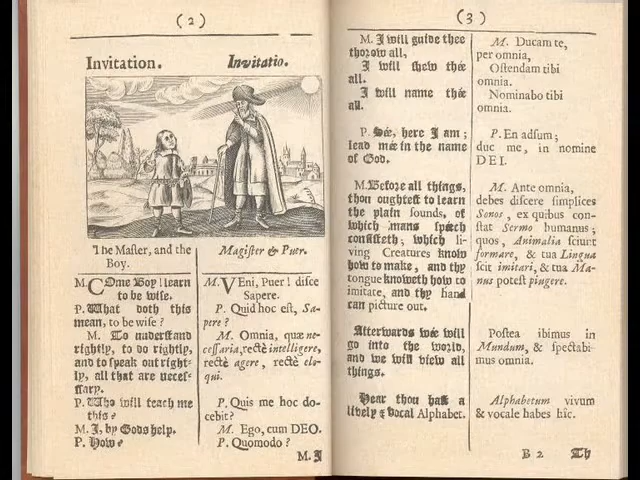 ( 2 )
Invitation.
Invitatio.
The Master, and the
Boy.
Magister & Puer.
M. COme Boy! learn
to be wise.
P. What doth this
mean, to be wise?
M. To understand
rightly, to do rightly,
and to speak out right-
ly, all that are neces-
sary.
P. Who will teach me
this?
M. I, by Gods help.
P. How?
M. VEni, Puer! disce
Sapere.
P. Quid hoc est, Sa-
pere?
M. Omnia, quæ ne-
cessaria, rectè intelligere,
rectè agere, rectè elo-
qui.
P. Quis me hoc do-
cebit?
M. Ego, cum DEO.
P. Quomodo?
M. I
( 3 )
M. I will guide thee
thorow all,
I will shew thee
all.
I will name thee
all.
P. See, here I am;
lead mee in the name
of God.
M. Before all things,
thou oughtest to learn
the plain sounds, of
which mans speech
consisteth; which li-
ving Creatures know
how to make, and thy
tongue knoweth how to
imitate, and thy hand
can picture out.
Afterwards wee will
go into the world,
and we will view all
things.
Hear thou hast a
lively & vocal Alphabet.
M. Ducam te,
per omnia,
Ostendam tibi
omnia.
Nominabo tibi
omnia.
P. En adsum;
duc me, in nomine
DEI.
M. Ante omnia,
debes discere simplices
Sonos, ex quibus con-
stat Sermo humanus;
quos, Animalia sciunt
formare, & tua Lingua
scit imitari, & tua Ma-
nus potest pingere.
Postea ibimus in
Mundum, & spectabi-
mus omnia.
Alphabetum vivum
& vocale habes hîc.
B 2
Th